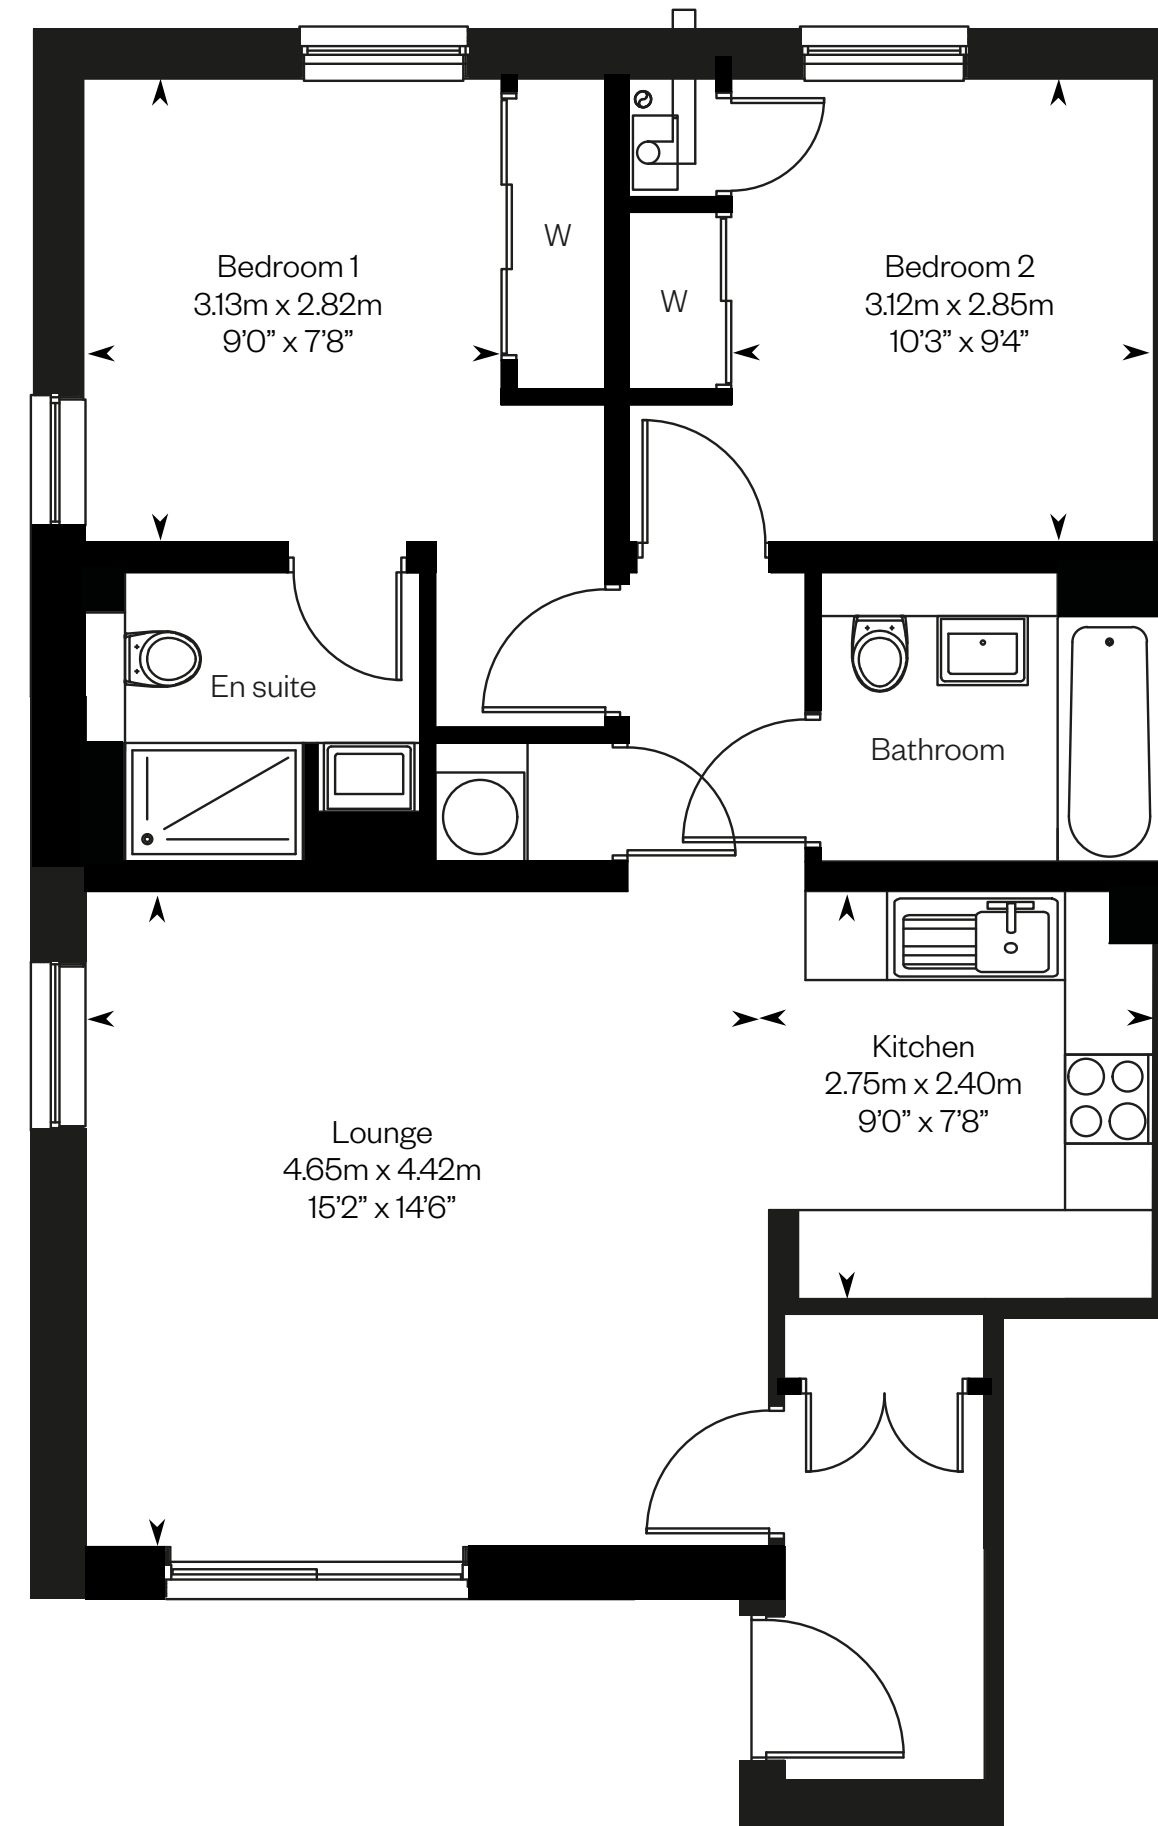 Bedroom 1
3.13m x 2.82m
9’0” x 7’8”
W
W
Bedroom 2
3.12m x 2.85m
10’3” x 9’4”
En suite
Bathroom
Kitchen
2.75m x 2.40m
9’0” x 7’8”
Lounge
4.65m x 4.42m
15’2” x 14’6”